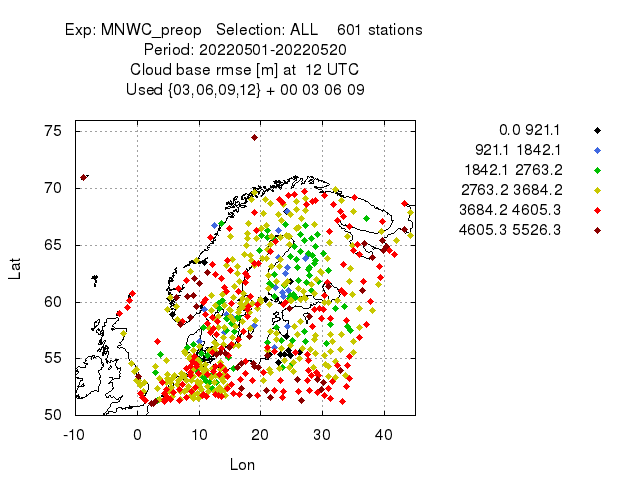 Exp: MNWC_preop   Selection: ALL    601 stations
Period: 20220501-20220520
Cloud base rmse [m] at  12 UTC
Used {03,06,09,12} + 00 03 06 09
0.0 921.1
921.1 1842.1
1842.1 2763.2
2763.2 3684.2
3684.2 4605.3
4605.3 5526.3
75
70
65
60
55
50
Lat
-10 0 10 20 30 40
Lon